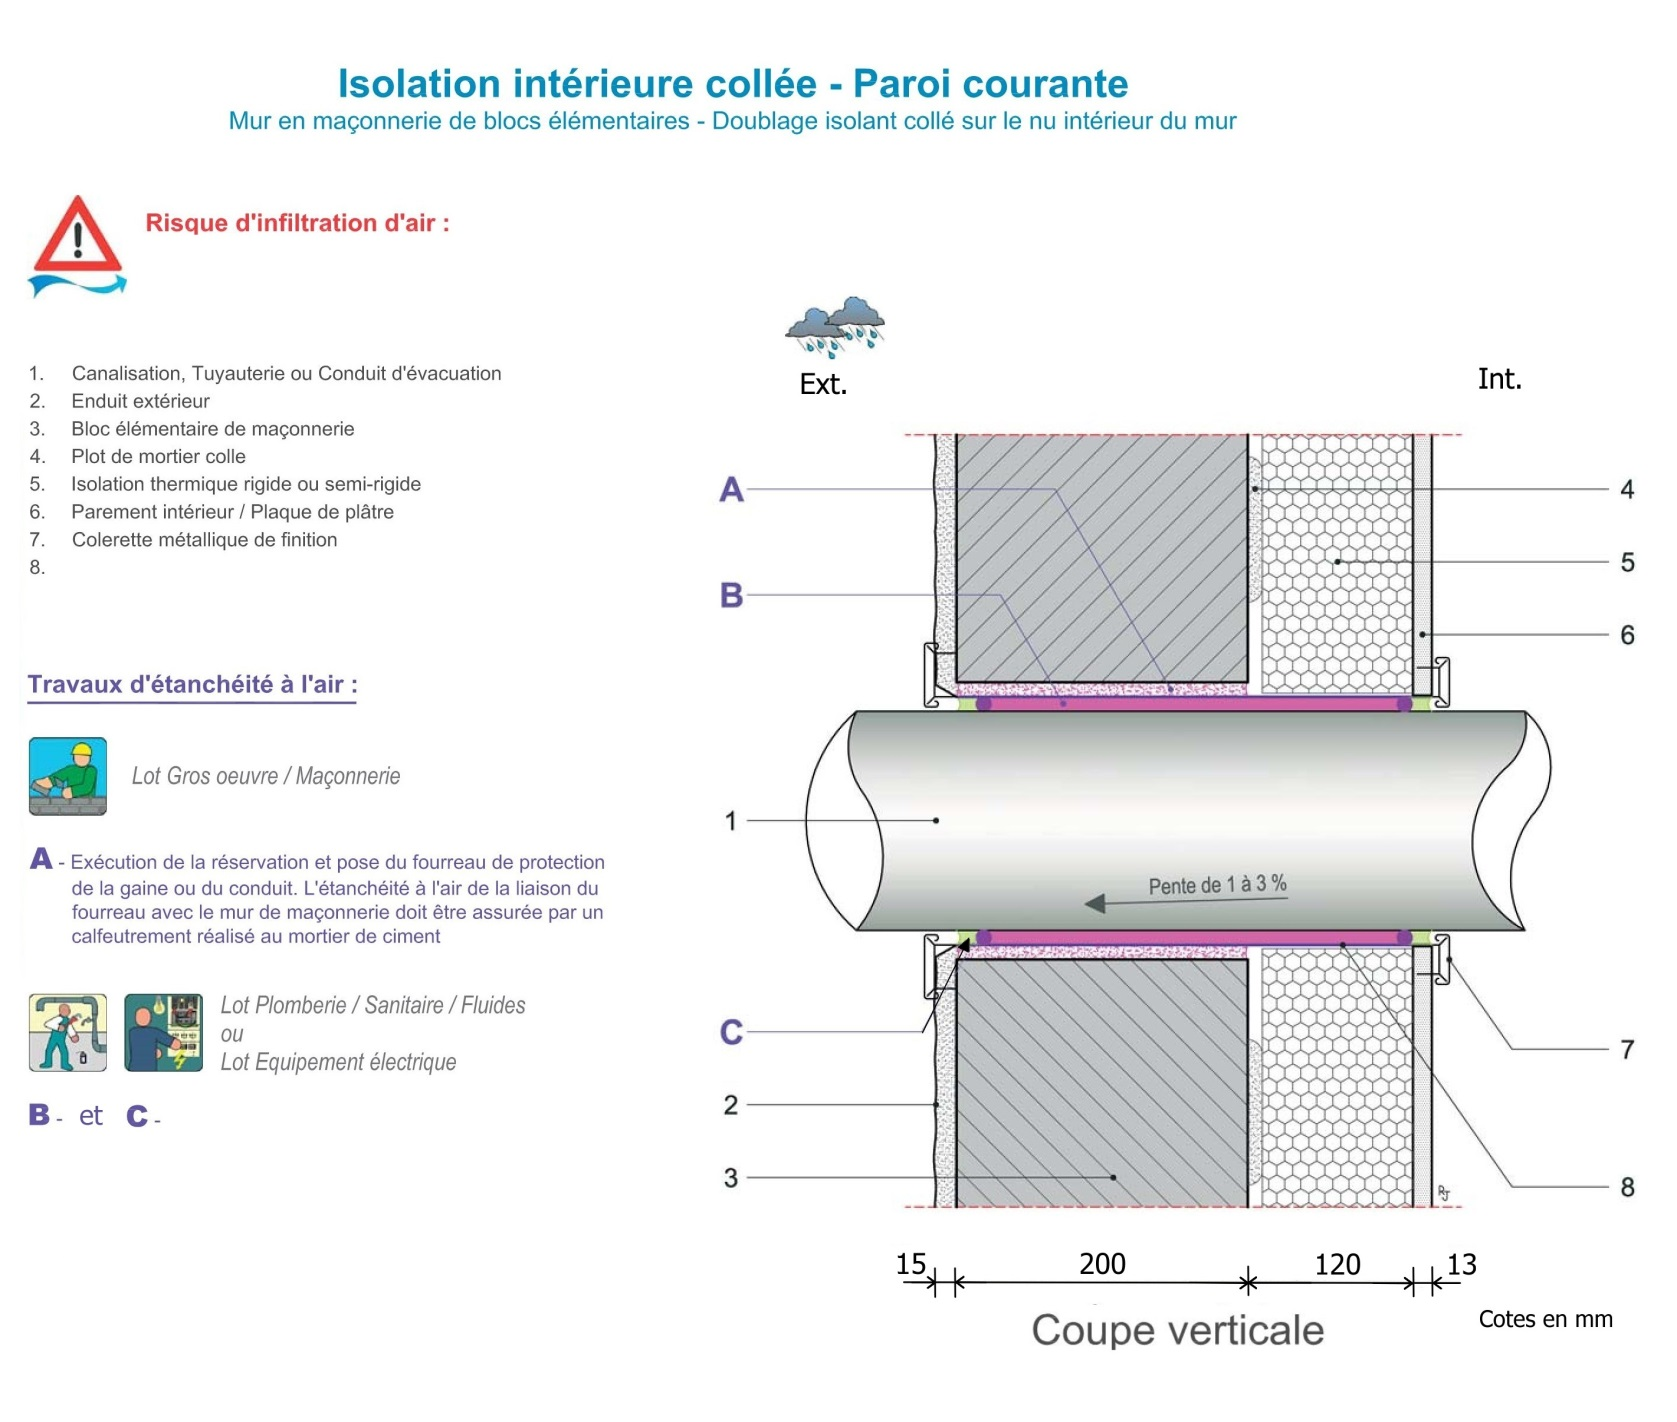 Isolation intérieure collée - Paroi courante
Mur en maçonnerie de blocs élémentaires - Doublage isolant collé sur le nu intérieur du mur
Risque d'infiltration d'air :
1. Canalisation, Tuyauterie ou Conduit d'évacuation
2. Enduit extérieur
3. Bloc élémentaire de maçonnerie
4. Plot de mortier colle
5. Isolation thermique rigide ou semi-rigide
6. Parement intérieur / Plaque de plâtre
7. Colerette métallique de finition
8.
Travaux d'étanchéité à l'air :
Lot Gros oeuvre / Maçonnerie
A - Exécution de la réservation et pose du fourreau de protection
de la gaine ou du conduit. L'étanchéité à l'air de la liaison du
fourreau avec le mur de maçonnerie doit être assurée par un
calfeutrement réalisé au mortier de ciment
Lot Plomberie / Sanitaire / Fluides
ou
Lot Equipement électrique
B - et C -
Ext.
Int.
A
4
5
B
6
1
Pente de 1 à 3 %
C
7
2
3
8
15 200 120 13
Cotes en mm
Coupe verticale